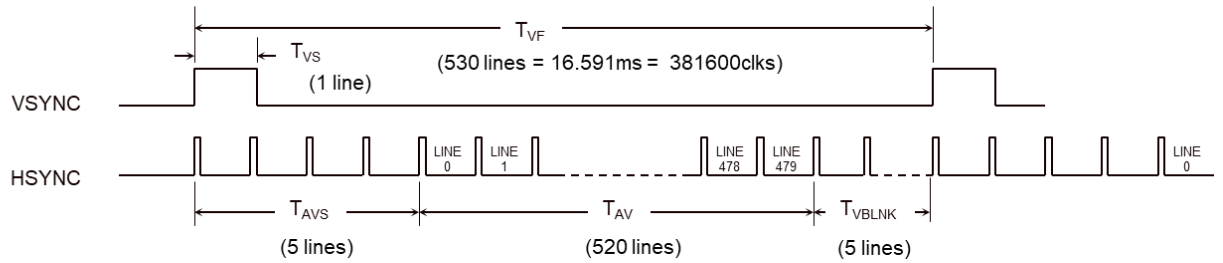 TVF
TVS
(530 lines = 16.591ms = 381600clks)
(1 line)
VSYNC
HSYNC
LINE 0
LINE 1
LINE 478
LINE 479
LINE 0
TAVS
TAV
TVBLNK
(5 lines)
(520 lines)
(5 lines)